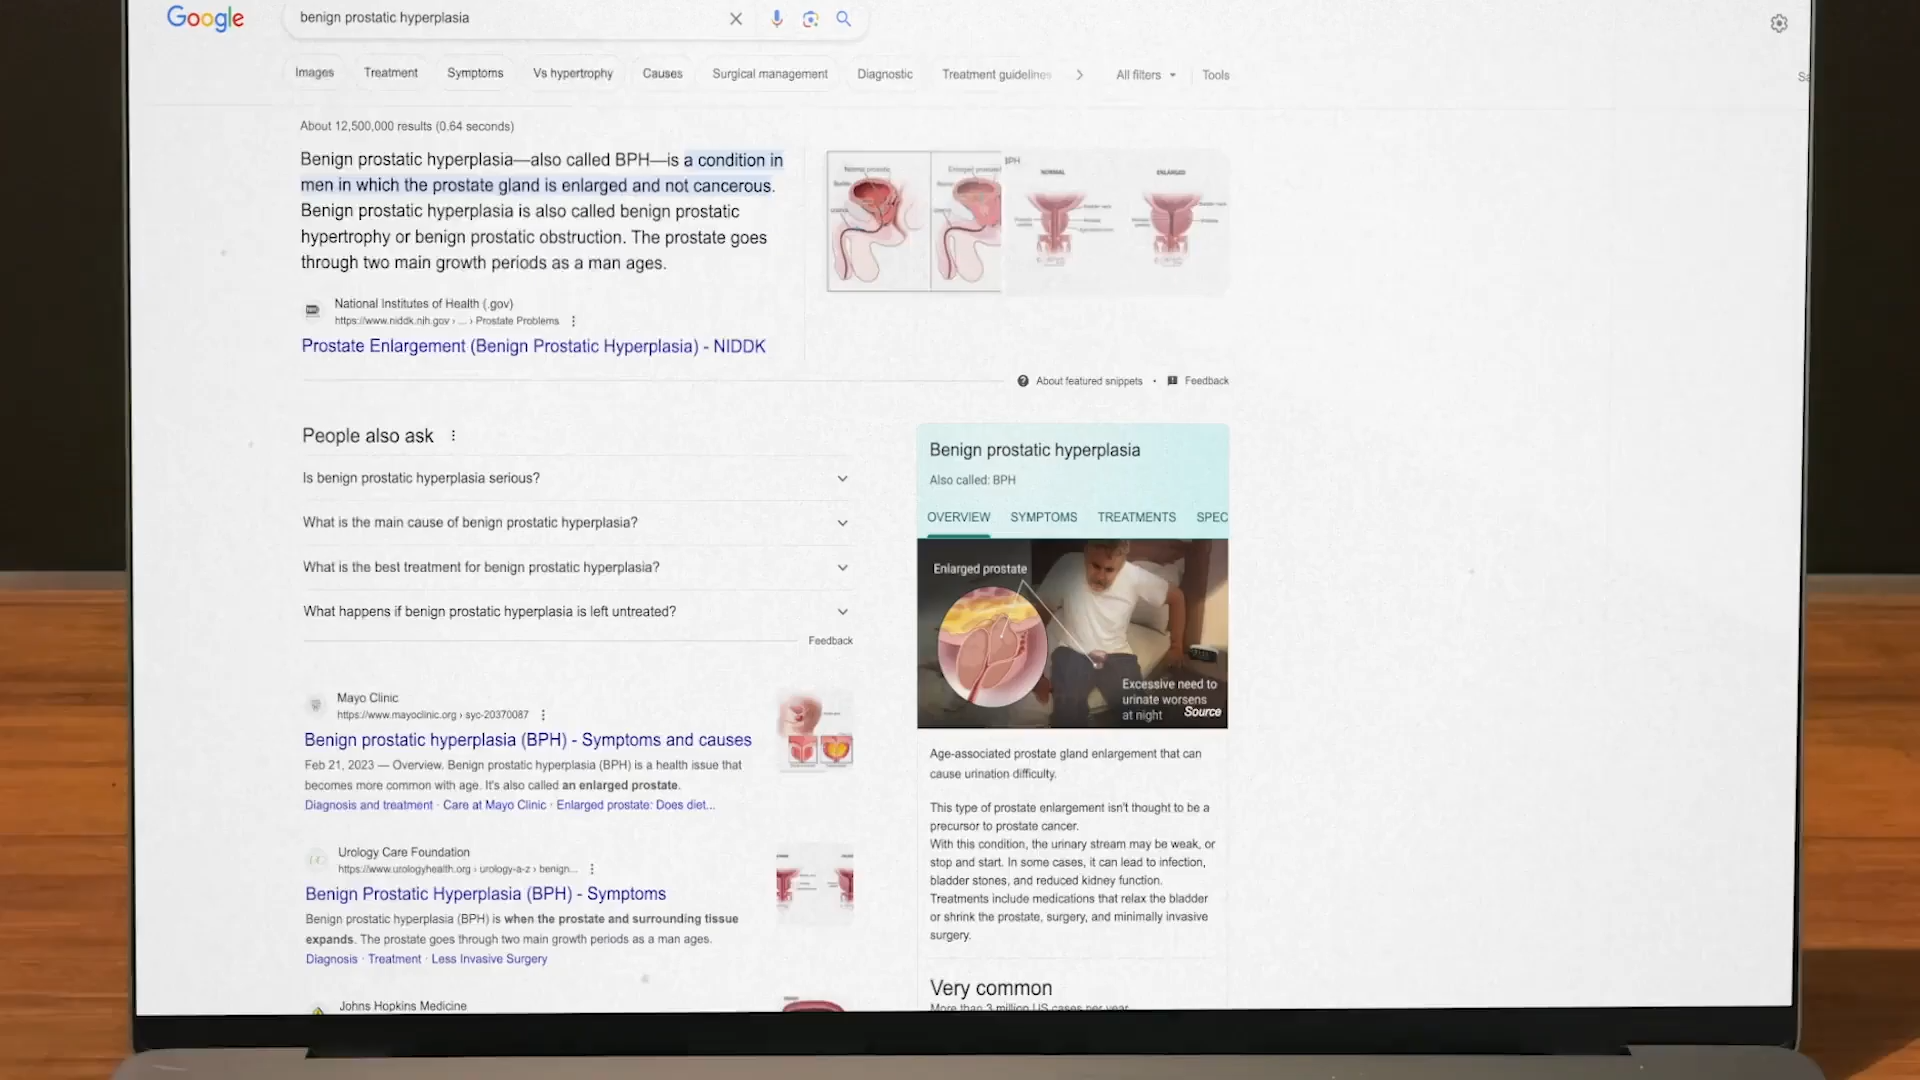 Google
benign prostatic hyperplasia
Images
Treatment
Symptoms
Vs hypertrophy
Causes
Surgical management
Diagnostic
Treatment guidelines
All filters
Tools
About 12,500,000 results (0.64 seconds)
Benign prostatic hyperplasia—also called BPH—is a condition in
men in which the prostate gland is enlarged and not cancerous.
Benign prostatic hyperplasia is also called benign prostatic
hypertrophy or benign prostatic obstruction. The prostate goes
through two main growth periods as a man ages.
Normal prostate
Enlarged prostate
BPH
NORMAL
ENLARGED
National Institutes of Health (.gov)
https://www.niddk.nih.gov › ... › Prostate Problems
Prostate Enlargement (Benign Prostatic Hyperplasia) - NIDDK
About featured snippets • Feedback
People also ask
Is benign prostatic hyperplasia serious?
What is the main cause of benign prostatic hyperplasia?
What is the best treatment for benign prostatic hyperplasia?
What happens if benign prostatic hyperplasia is left untreated?
Feedback
Mayo Clinic
https://www.mayoclinic.org › syc-20370087
Benign prostatic hyperplasia (BPH) - Symptoms and causes
Feb 21, 2023 — Overview. Benign prostatic hyperplasia (BPH) is a health issue that
becomes more common with age. It's also called an enlarged prostate.
Diagnosis and treatment · Care at Mayo Clinic · Enlarged prostate: Does diet...
Urology Care Foundation
https://www.urologyhealth.org › urology-a-z › benign...
Benign Prostatic Hyperplasia (BPH) - Symptoms
Benign prostatic hyperplasia (BPH) is when the prostate and surrounding tissue
expands. The prostate goes through two main growth periods as a man ages.
Diagnosis · Treatment · Less Invasive Surgery
Johns Hopkins Medicine
Benign prostatic hyperplasia
Also called: BPH
OVERVIEW
SYMPTOMS
TREATMENTS
SPEC
Enlarged prostate
Excessive need to
urinate worsens
at night
Source
Age-associated prostate gland enlargement that can
cause urination difficulty.
This type of prostate enlargement isn't thought to be a
precursor to prostate cancer.
With this condition, the urinary stream may be weak, or
stop and start. In some cases, it can lead to infection,
bladder stones, and reduced kidney function.
Treatments include medications that relax the bladder
or shrink the prostate, surgery, and minimally invasive
surgery.
Very common
More than 3 million US cases per year